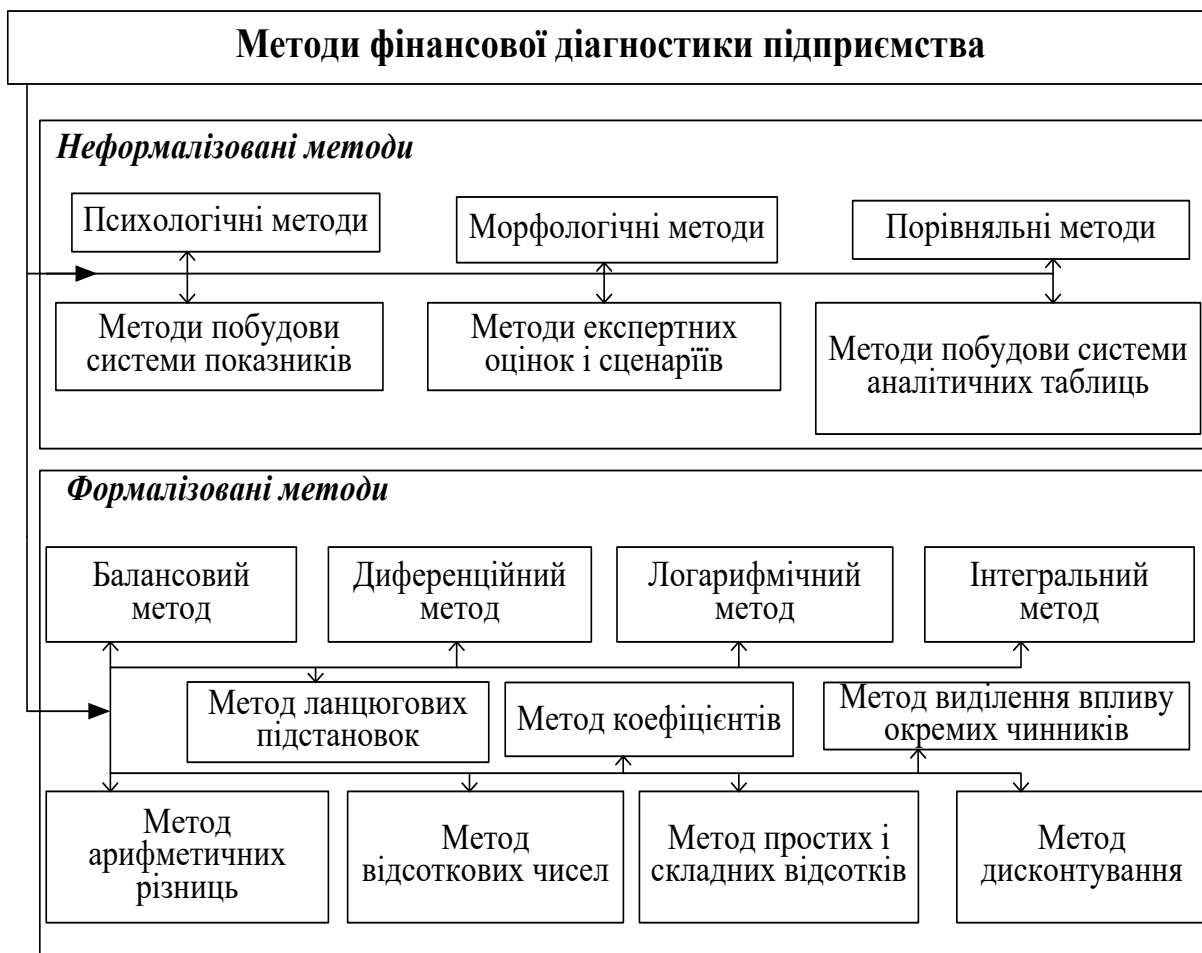 Методи фінансової діагностики підприємства
Неформалізовані методи
Психологічні методи
Морфологічні методи
Порівняльні методи
Методи побудови
системи показників
Методи експертних
оцінок і сценаріїв
Методи побудови системи
аналітичних таблиць
Формалізовані методи
Балансовий
метод
Диференційний
метод
Логарифмічний
метод
Інтегральний
метод
Метод ланцюгових
підстановок
Метод коефіцієнтів
Метод виділення впливу
окремих чинників
Метод
арифметичних
різниць
Метод
відсоткових чисел
Метод простих і
складних відсотків
Метод
дисконтування